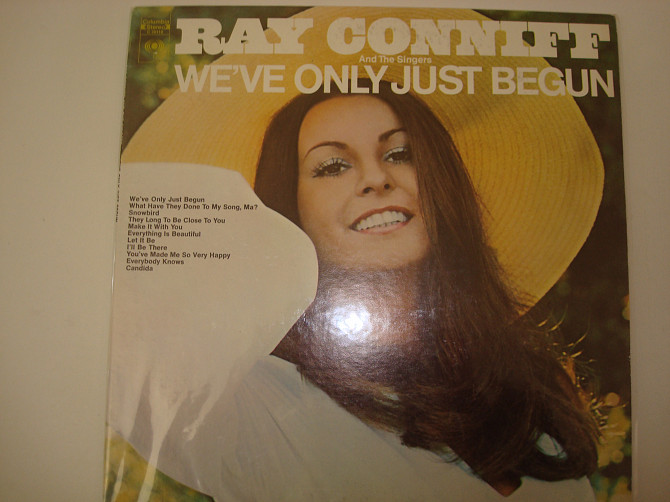 Columbia
Stereo
RAY CONNIFF
And The Singers
WE'VE ONLY JUST BEGUN
We've Only Just Begun
What Have They Done To My Song, Ma?
Snowbird
They Long To Be Close To You
Make It With You
Everything Is Beautiful
Let It Be
I'll Be There
You've Made Me So Very Happy
Everybody Knows
Candida